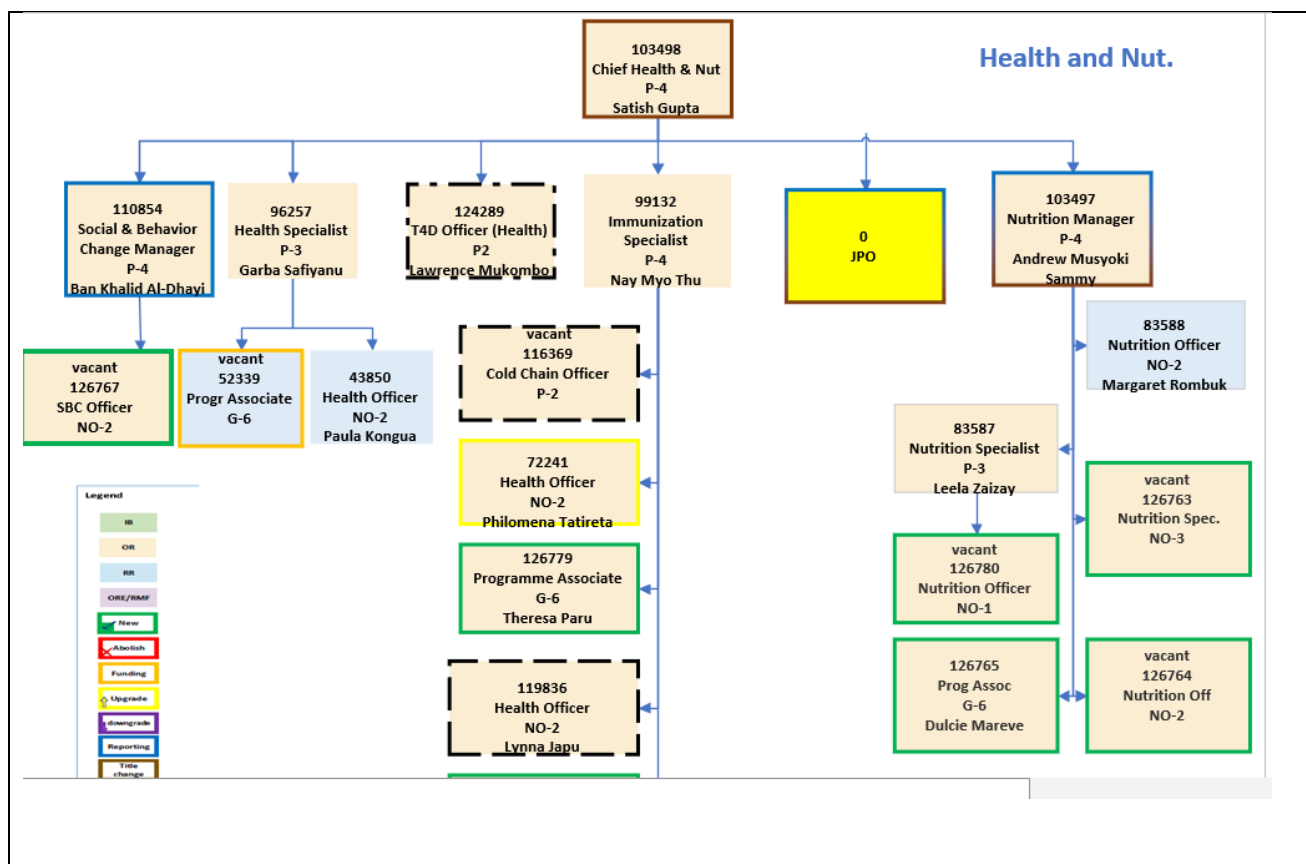 Health and Nut.
103498
Chief Health & Nut
P-4
Satish Gupta
110854
Social & Behavior
Change Manager
P-4
Ban Khalid Al-Dhayi
96257
Health Specialist
P-3
Garba Safiyanu
124289
T4D Officer (Health)
P2
Lawrence Mukombo
99132
Immunization
Specialist
P-4
Nay Myo Thu
0
JPO
103497
Nutrition Manager
P-4
Andrew Musyoki
Sammy
vacant
126767
SBC Officer
NO-2
vacant
52339
Progr Associate
G-6
43850
Health Officer
NO-2
Paula Kongua
vacant
116369
Cold Chain Officer
P-2
72241
Health Officer
NO-2
Philomena Tatireta
126779
Programme Associate
G-6
Theresa Paru
119836
Health Officer
NO-2
Lynna Japu
83588
Nutrition Officer
NO-2
Margaret Rombuk
83587
Nutrition Specialist
P-3
Leela Zaizay
vacant
126763
Nutrition Spec.
NO-3
vacant
126780
Nutrition Officer
NO-1
126765
Prog Assoc
G-6
Dulcie Mareve
vacant
126764
Nutrition Off
NO-2
Legend
IB
OR
RR
ORE/RMF
New
Abolish
Funding
Upgrade
downgrade
Reporting
Title
change